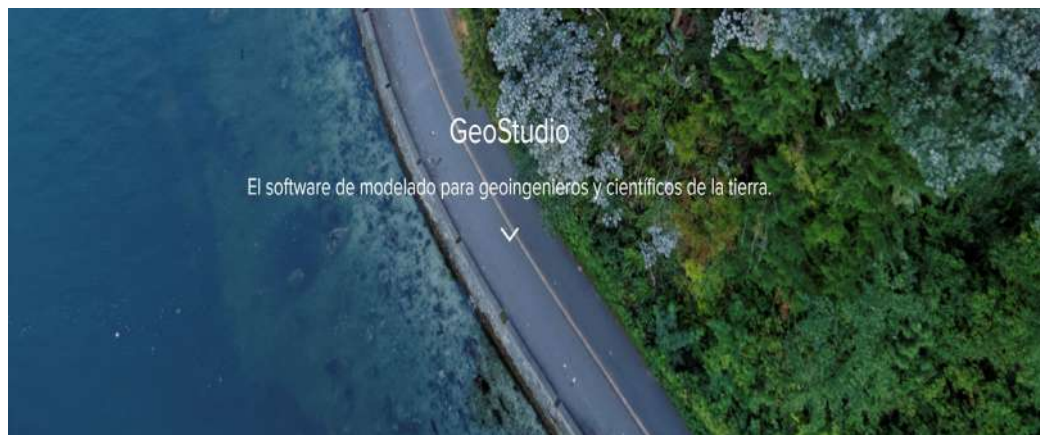 GeoStudio
El software de modelado para geoingenieros y científicos de la tierra.